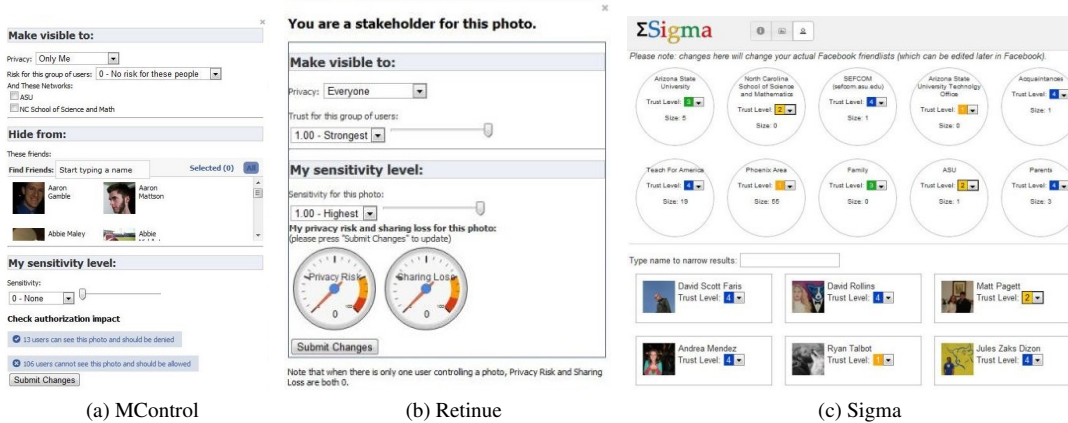 Make visible to:
Privacy: Only Me
Risk for this group of users: 0 - No risk for these people
And These Networks:
ASU
NC School of Science and Math
Hide from:
These friends:
Find Friends: Start typing a name Selected (0) All
Aaron Gamble
Aaron Mattson
Abbie Maley
Abbie
My sensitivity level:
Sensitivity:
0 - None
Check authorization impact
13 users can see this photo and should be denied
106 users cannot see this photo and should be allowed
Submit Changes
(a) MControl
You are a stakeholder for this photo.
Make visible to:
Privacy: Everyone
Trust for this group of users:
1.00 - Strongest
My sensitivity level:
Sensitivity for this photo:
1.00 - Highest
My privacy risk and sharing loss for this photo:
(please press "Submit Changes" to update)
Privacy Risk
0
Sharing Loss
0
Submit Changes
Note that when there is only one user controlling a photo, Privacy Risk and Sharing
Loss are both 0.
(b) Retinue
ΣSigma
Please note: changes here will change your actual Facebook friendlists (which can be edited later in Facebook).
Arizona State
University
Trust Level: 3
Size: 5
North Carolina
School of Science
and Mathematics
Trust Level: 2
Size: 0
SEFCOM
(sefcom.asu.edu)
Trust Level: 4
Size: 1
Arizona State
University Technolgy
Office
Trust Level: 1
Size: 0
Acquaintances
Trust Level: 4
Size: 1
Teach For America
Trust Level: 4
Size: 19
Phoenix Area
Trust Level: 1
Size: 55
Family
Trust Level: 3
Size: 0
ASU
Trust Level: 2
Size: 1
Parents
Trust Level: 4
Size: 3
Type name to narrow results:
David Scott Faris
Trust Level: 4
David Rollins
Trust Level: 4
Matt Pagett
Trust Level: 2
Andrea Mendez
Trust Level: 4
Ryan Talbot
Trust Level: 1
Jules Zaks Dizon
Trust Level: 4
(c) Sigma